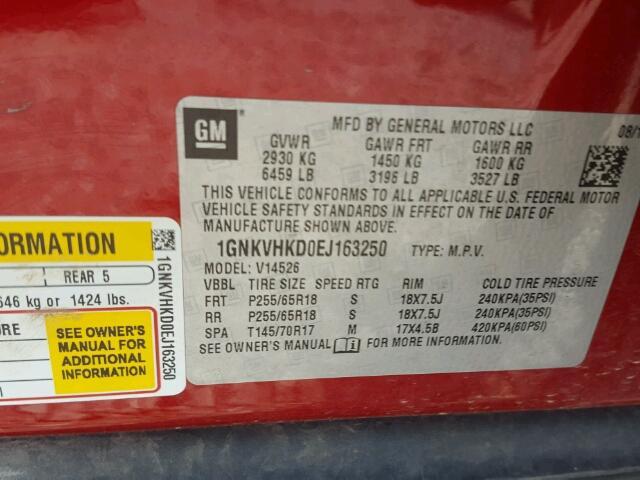 GM
MFD BY GENERAL MOTORS LLC 08/1
GVWR GAWR FRT GAWR RR
2930 KG 1450 KG 1600 KG
6459 LB 3196 LB 3527 LB
THIS VEHICLE CONFORMS TO ALL APPLICABLE U.S. FEDERAL MOTOR
VEHICLE SAFETY STANDARDS IN EFFECT ON THE DATE OF
MANUFACTURE SHOWN ABOVE.
1GNKVHKD0EJ163250 TYPE: M.P.V.
MODEL: V14526
VBBL TIRE SIZE SPEED RTG RIM COLD TIRE PRESSURE
FRT P255/65R18 S 18X7.5J 240KPA(35PSI)
RR P255/65R18 S 18X7.5J 240KPA(35PSI)
SPA T145/70R17 M 17X4.5B 420KPA(60PSI)
SEE OWNER'S MANUAL FOR MORE INFORMATION.
ORMATION
REAR 5
646 kg or 1424 lbs.
URE
SEE OWNER'S
MANUAL FOR
ADDITIONAL
INFORMATION
1GNKVHKD0EJ163250